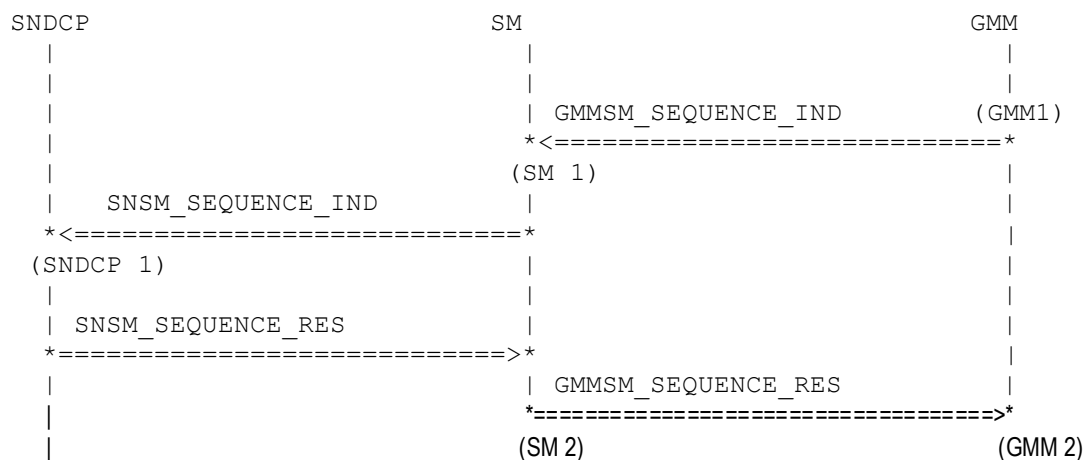 SNDCP SM GMM
| | |
| | |
| | GMMSM_SEQUENCE_IND (GMM1)
| *<============================*
| (SM 1) |
| SNSM_SEQUENCE_IND | |
*<============================* |
(SNDCP 1) | |
| | |
| SNSM_SEQUENCE_RES | |
*============================>* |
| | GMMSM_SEQUENCE_RES |
| *===================================>*
| (SM 2) (GMM 2)